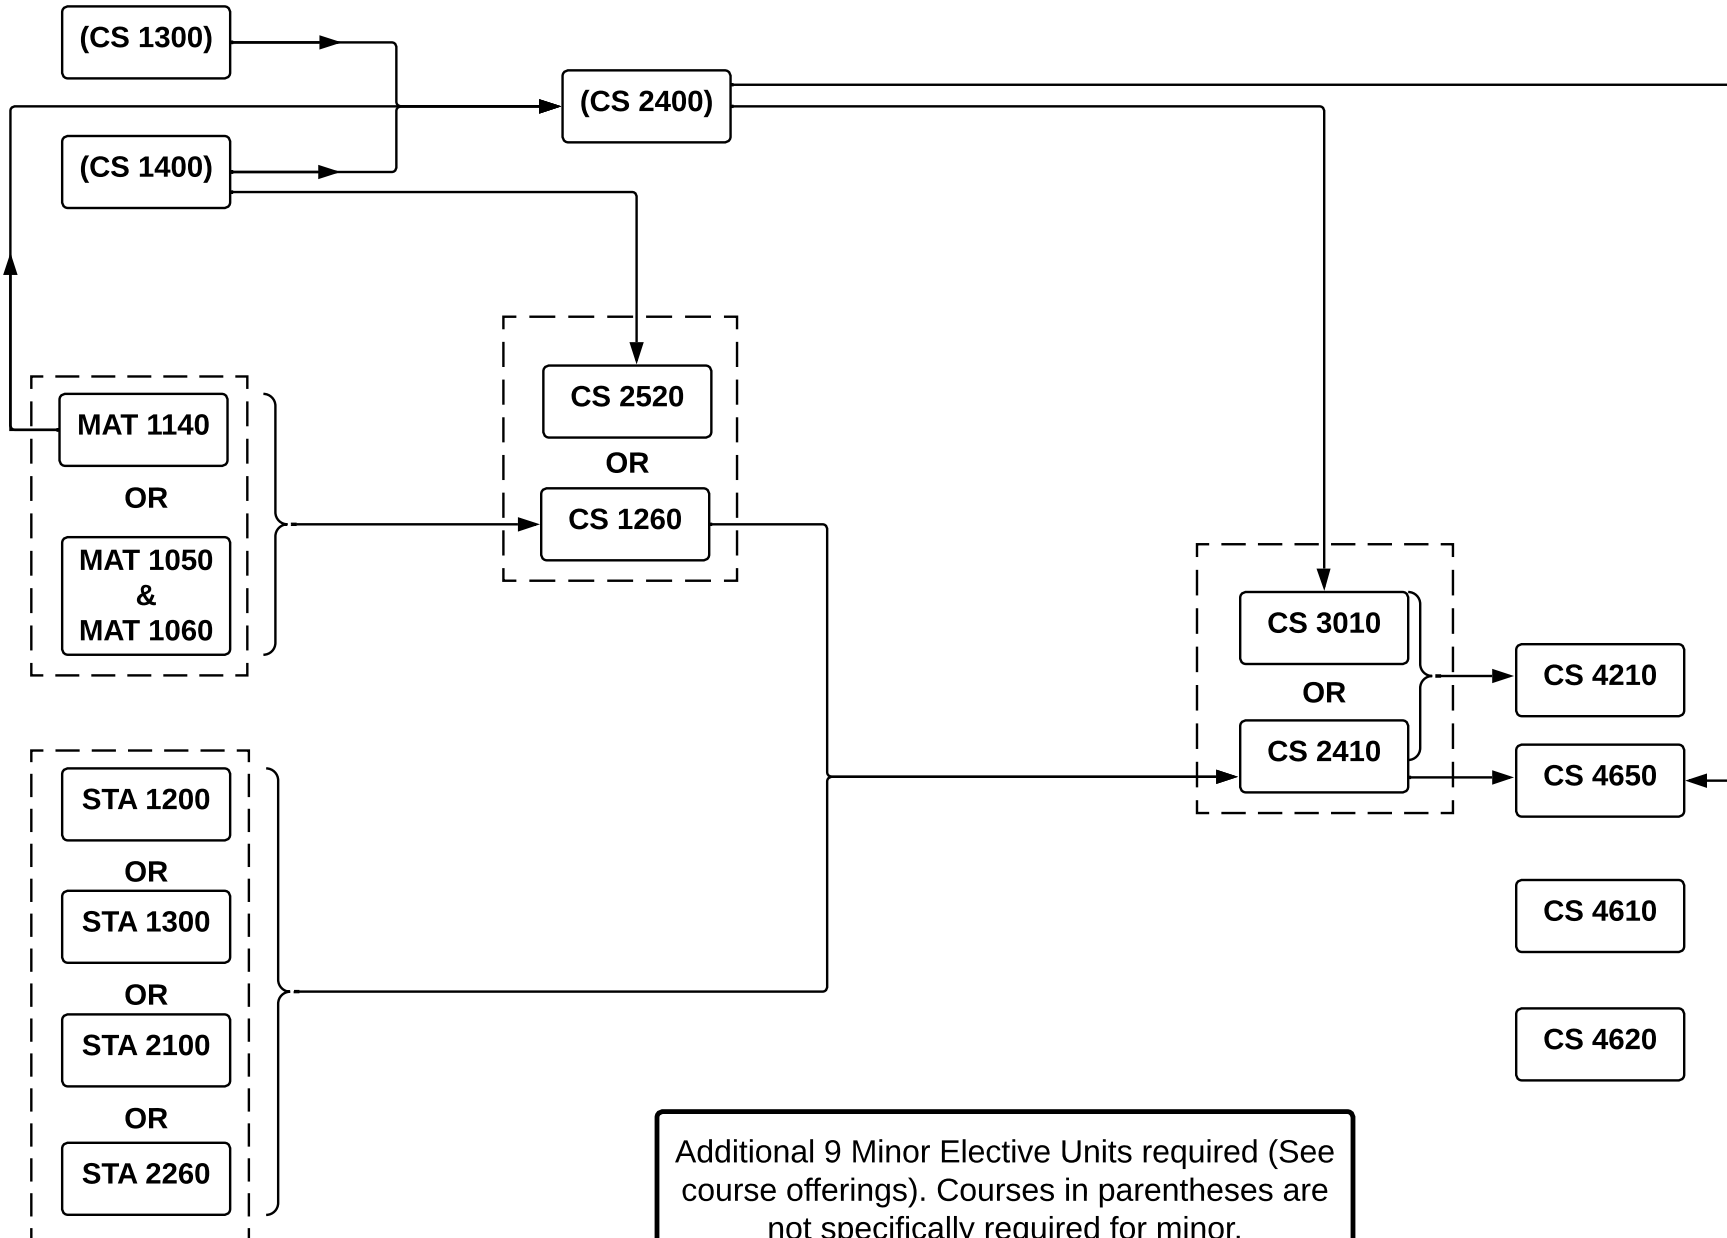 (CS 1300)
(CS 2400)
(CS 1400)
MAT 1140
OR
MAT 1050
&
MAT 1060
CS 2520
OR
CS 1260
CS 3010
OR
CS 2410
CS 4210
CS 4650
CS 4610
CS 4620
STA 1200
OR
STA 1300
OR
STA 2100
OR
STA 2260
Additional 9 Minor Elective Units required (See
course offerings). Courses in parentheses are
not specifically required for minor.